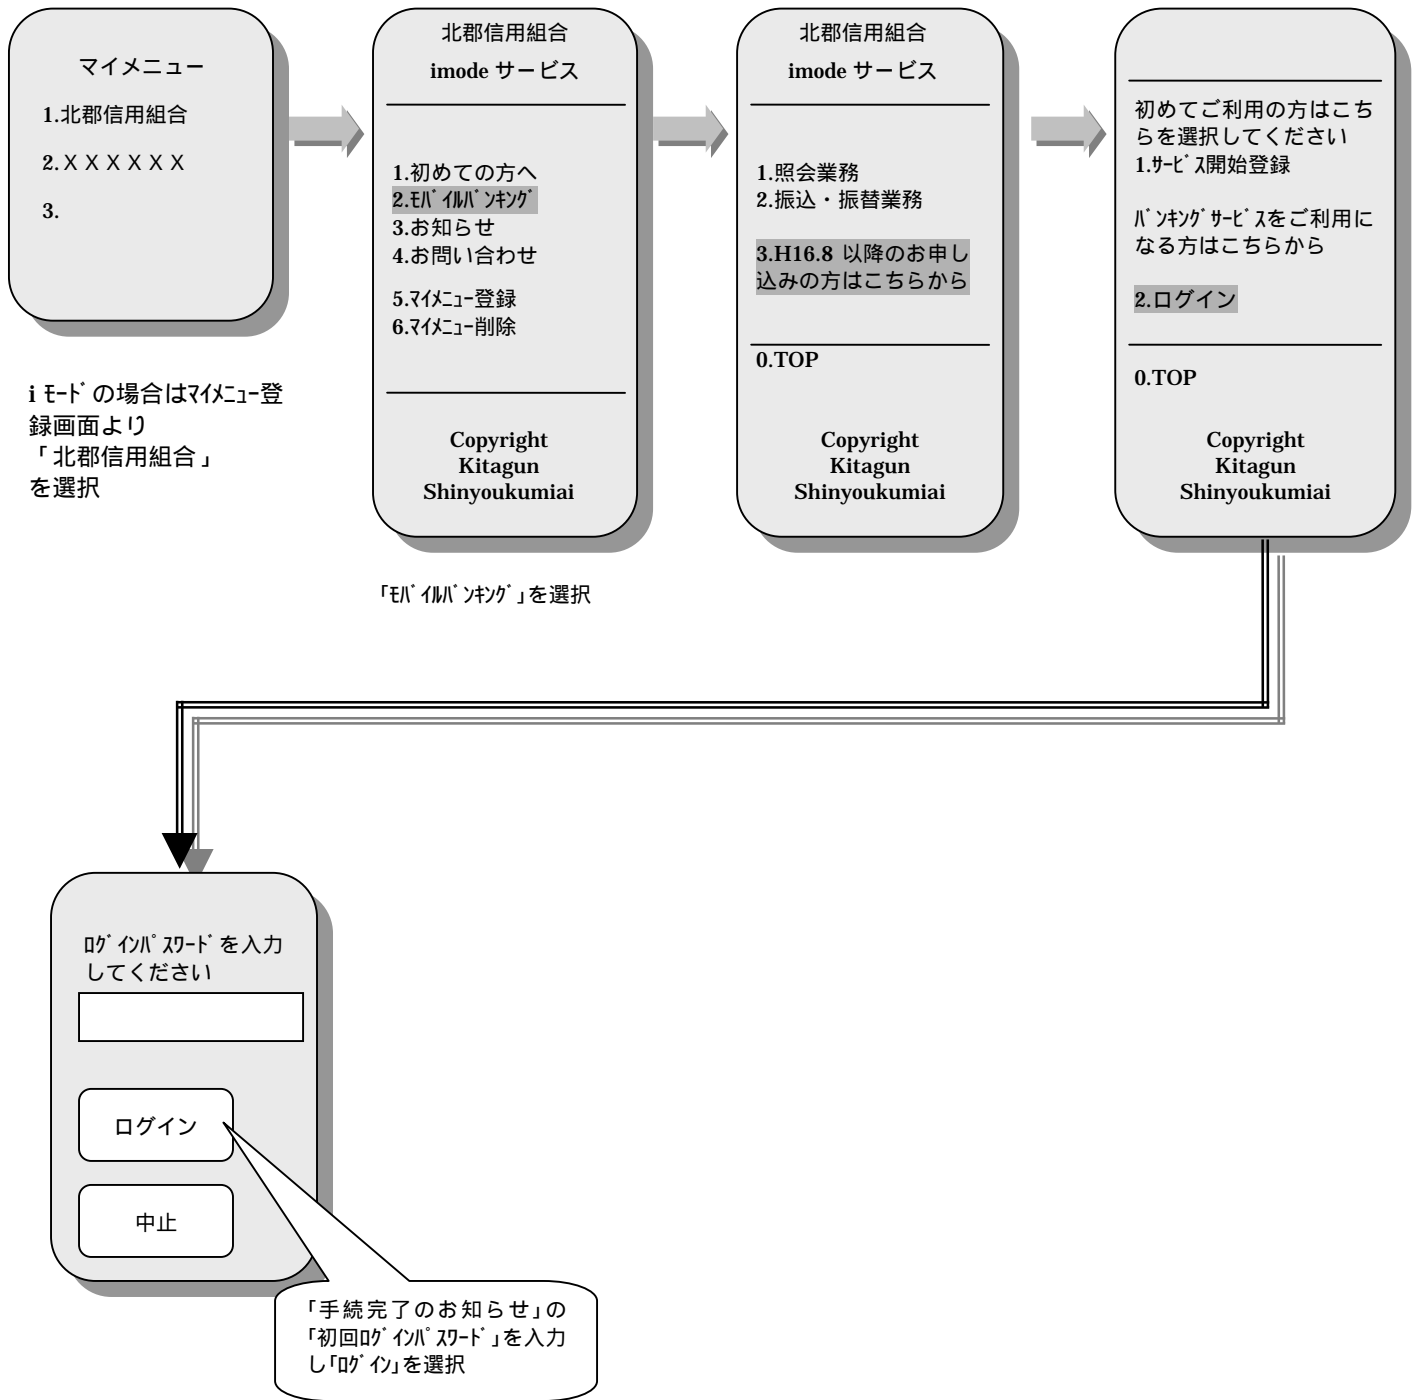 マイメニュー
1.北郡信用組合
2.ＸＸＸＸＸＸ
3.
i ﾓｰﾄﾞの場合はﾏｲﾒﾆｭｰ登
録画面より
「北郡信用組合」
を選択
北郡信用組合
imode サービス
1.初めての方へ
2.ﾓﾊﾞｲﾙﾊﾞﾝｷﾝｸﾞ
3.お知らせ
4.お問い合わせ
5.ﾏｲﾒﾆｭｰ登録
6.ﾏｲﾒﾆｭｰ削除
Copyright
Kitagun
Shinyoukumiai
「ﾓﾊﾞｲﾙﾊﾞﾝｷﾝｸﾞ」を選択
北郡信用組合
imode サービス
1.照会業務
2.振込・振替業務
3.H16.8 以降のお申し
込みの方はこちらから
0.TOP
Copyright
Kitagun
Shinyoukumiai
初めてご利用の方はこち
らを選択してください
1.ｻｰﾋﾞｽ開始登録
ﾊﾞﾝｷﾝｸﾞｻｰﾋﾞｽをご利用に
なる方はこちらから
2.ログイン
0.TOP
Copyright
Kitagun
Shinyoukumiai
ﾛｸﾞｲﾝﾊﾟｽﾜｰﾄﾞを入力
してください
ログイン
中止
「手続完了のお知らせ」の
「初回ﾛｸﾞｲﾝﾊﾟｽﾜｰﾄﾞ」を入力
し「ﾛｸﾞｲﾝ」を選択